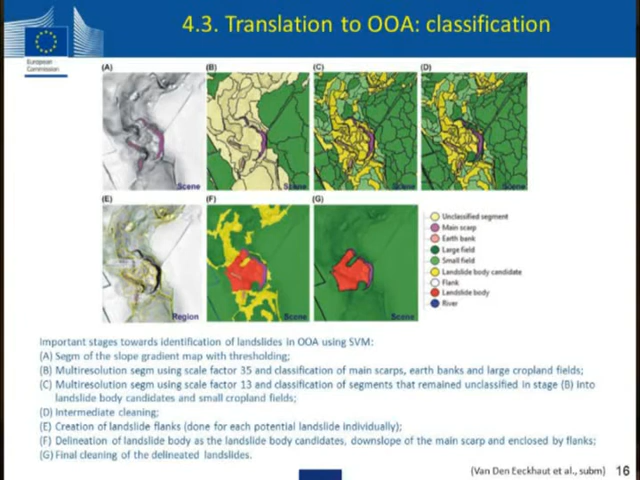 4.3. Translation to OOA: classification
European
Commission
(A)
(B)
(C)
(D)
Scene
Scene
Scene
Scene
(E)
(F)
(G)
Region
Scene
Scene
Unclassified segment
Main scarp
Earth bank
Large field
Small field
Landslide body candidate
Flank
Landslide body
River
Important stages towards identification of landslides in OOA using SVM:
(A) Segm of the slope gradient map with thresholding;
(B) Multiresolution segm using scale factor 35 and classification of main scarps, earth banks and large cropland fields;
(C) Multiresolution segm using scale factor 13 and classification of segments that remained unclassified in stage (B) into
landslide body candidates and small cropland fields;
(D) Intermediate cleaning;
(E) Creation of landslide flanks (done for each potential landslide individually);
(F) Delineation of landslide body as the landslide body candidates, downslope of the main scarp and enclosed by flanks;
(G) Final cleaning of the delineated landslides.
(Van Den Eeckhaut et al., subm)
16